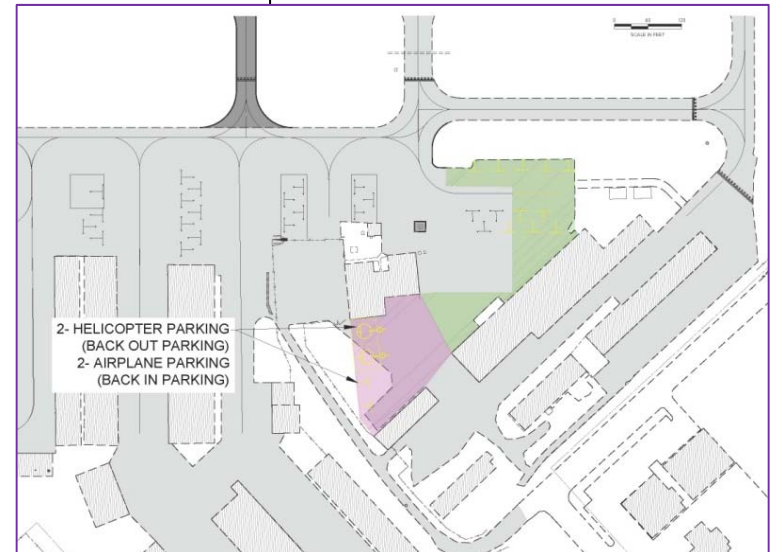 SCALE IN FEET
2- HELICOPTER PARKING
(BACK OUT PARKING)
2- AIRPLANE PARKING
(BACK IN PARKING)